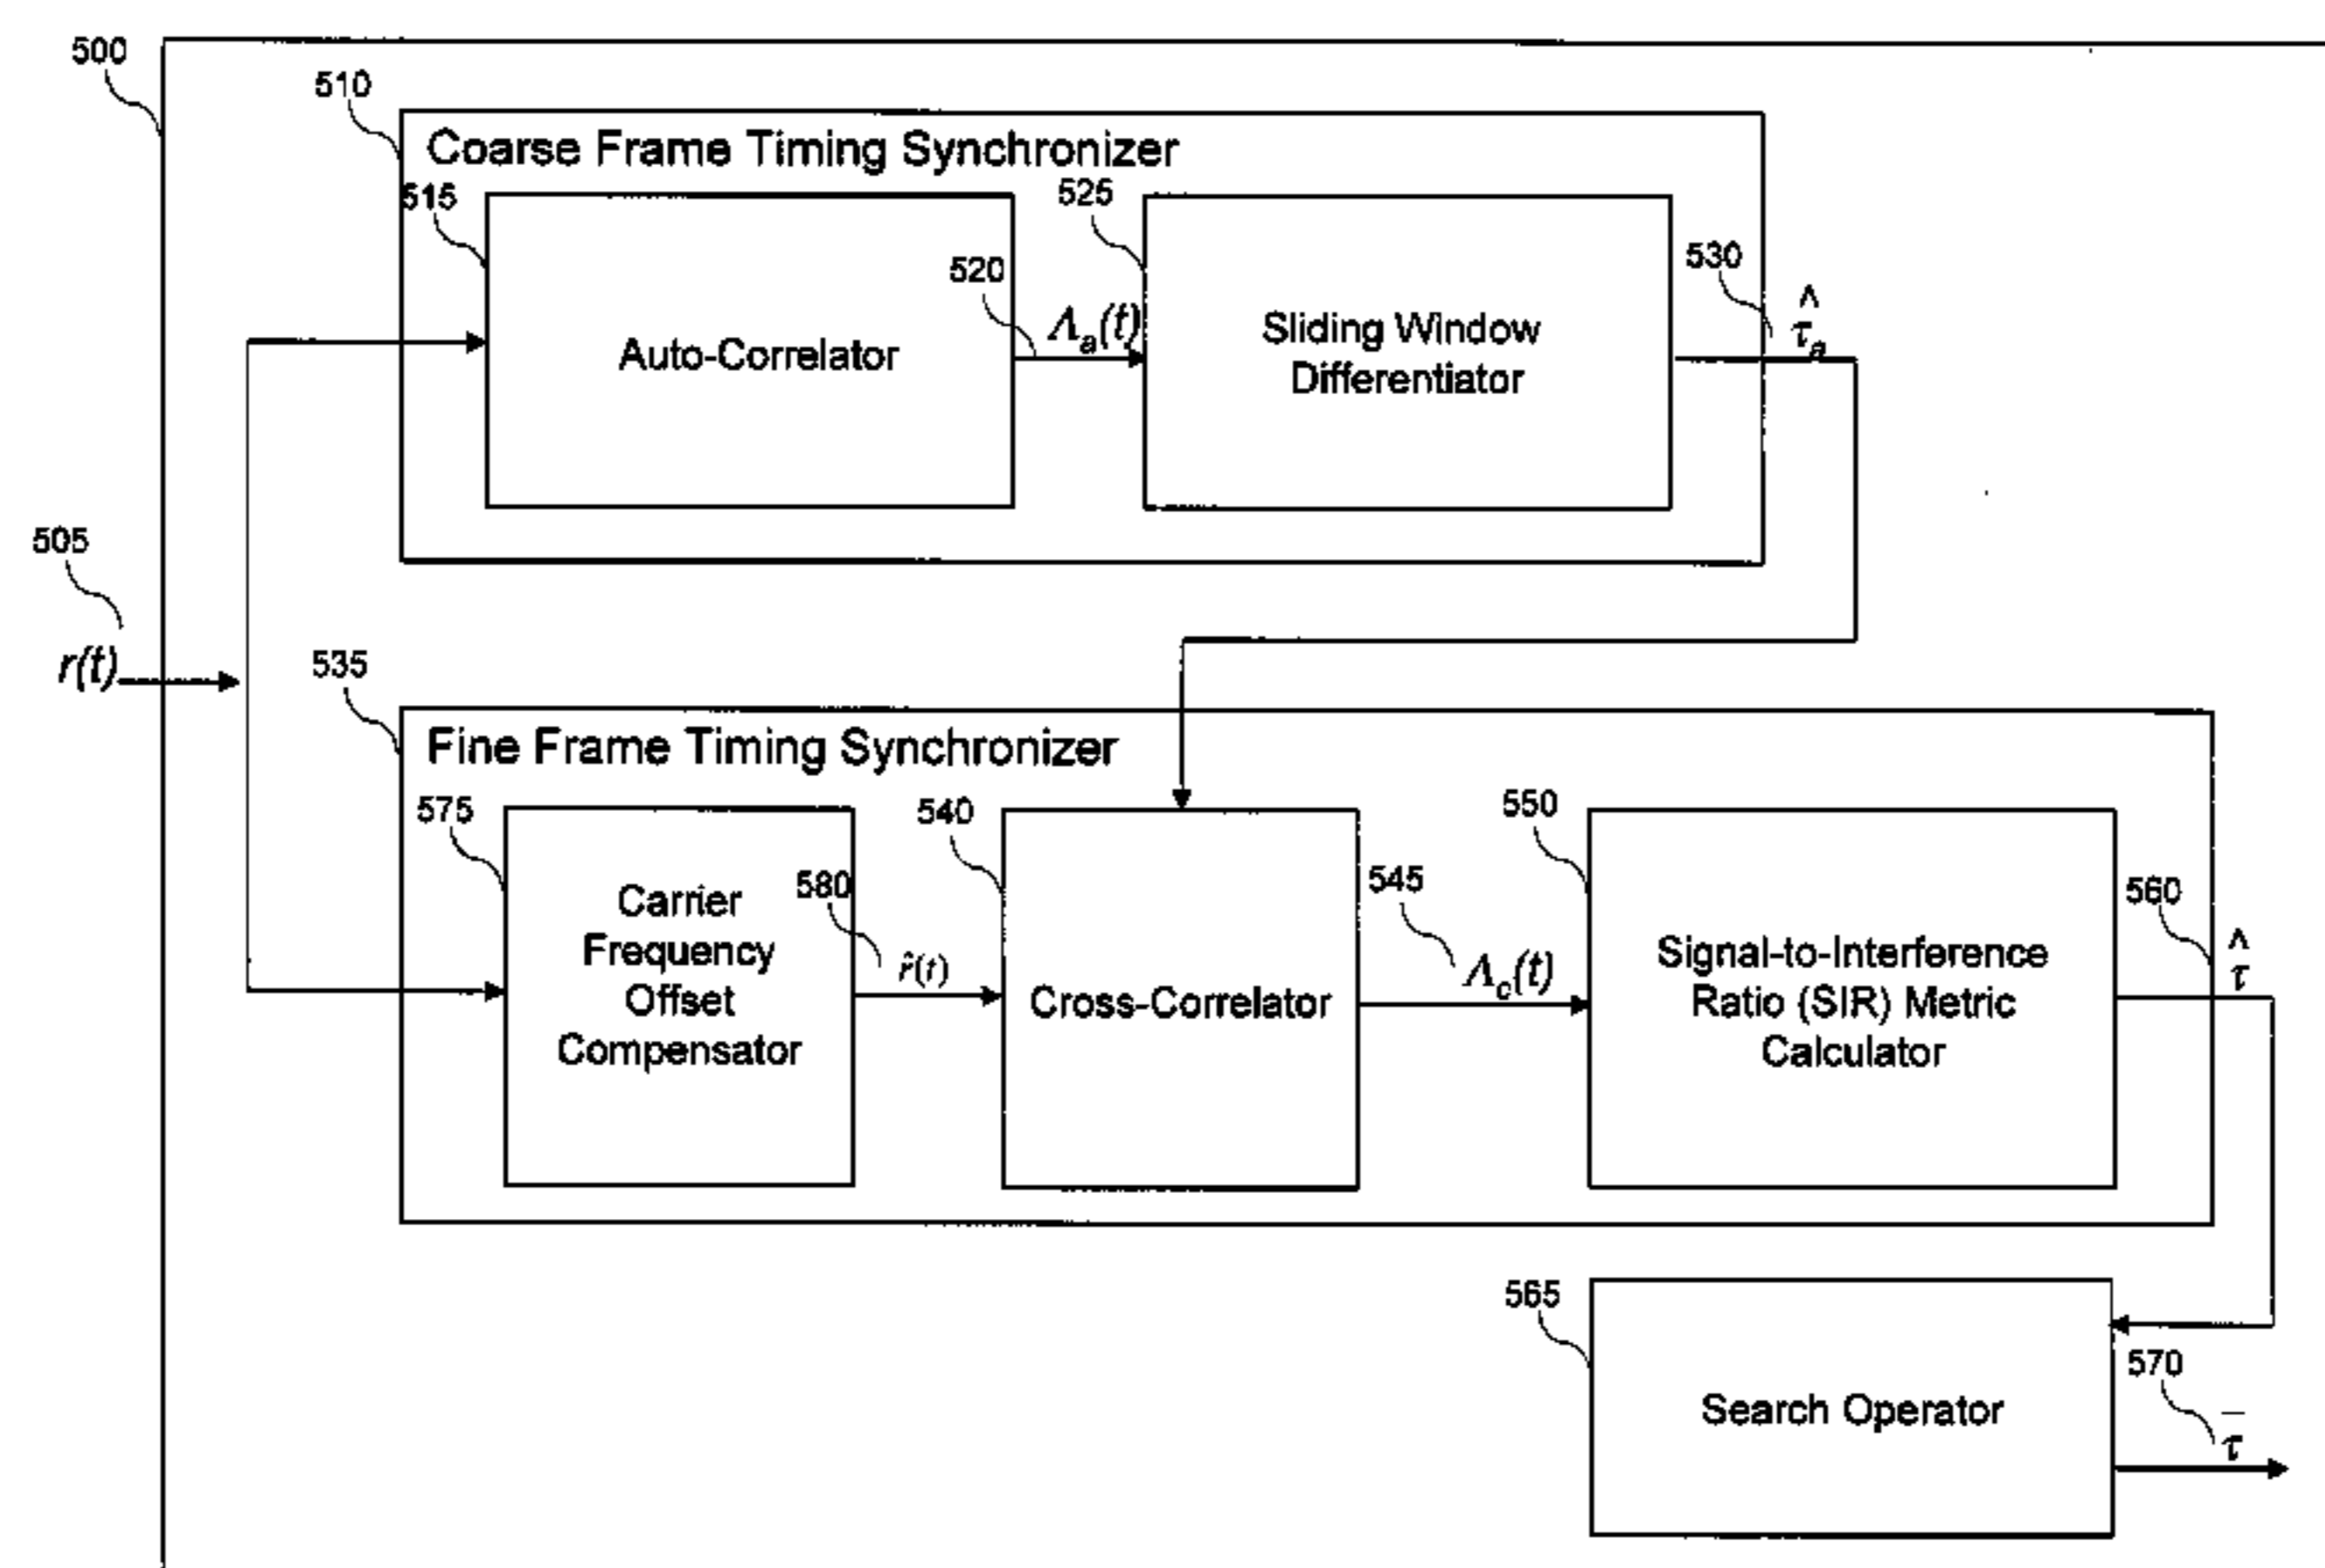 500
510
Coarse Frame Timing Synchronizer
515
525
520
530
Λₐ(t)
τ̂ₐ
Auto-Correlator
Sliding Window
Differentiator
505
r(t)
535
Fine Frame Timing Synchronizer
575
540
550
580
545
560
Carrier
Frequency
Offset
Compensator
r̂(t)
Cross-Correlator
Λc(t)
Signal-to-Interference
Ratio (SIR) Metric
Calculator
τ̂
565
570
Search Operator
τ̄